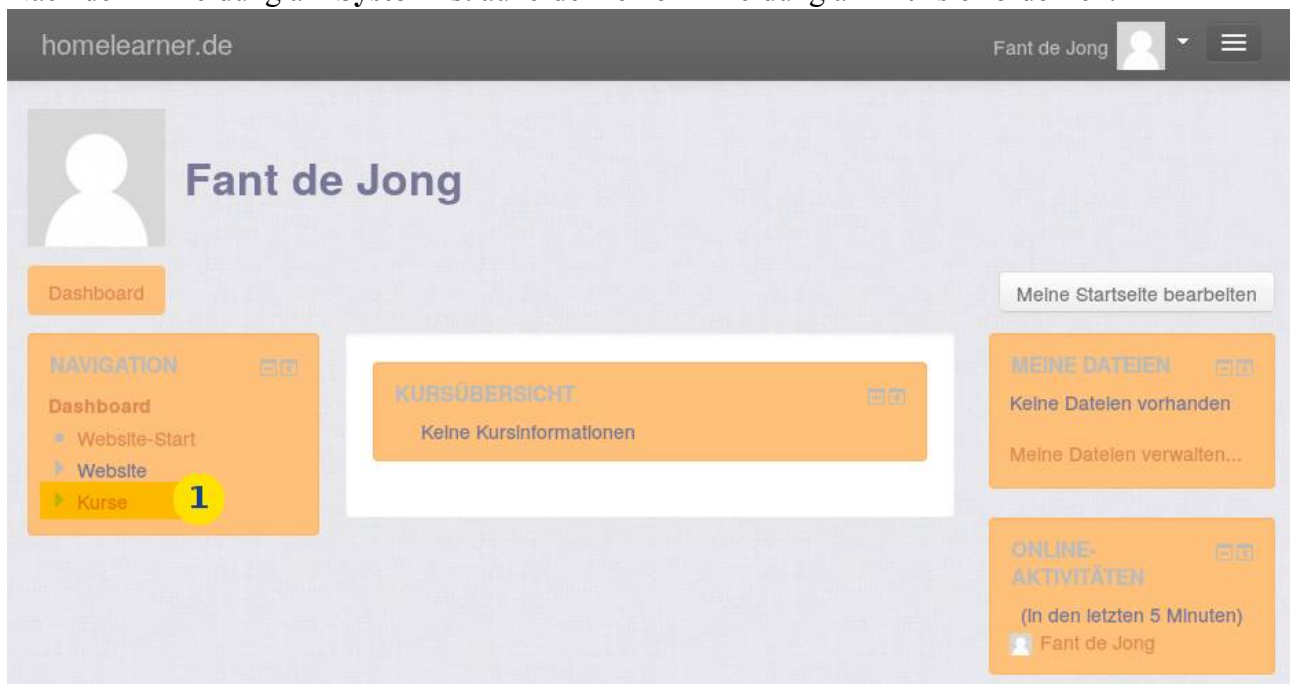 homelearner.de
Fant de Jong
Fant de Jong
Dashboard
Meine Startseite bearbeiten
NAVIGATION
Dashboard
Website-Start
Website
Kurse 1
KURSÜBERSICHT
Keine Kursinformationen
MEINE DATEIEN
Keine Dateien vorhanden
Meine Dateien verwalten...
ONLINE-
AKTIVITÄTEN
(in den letzten 5 Minuten)
Fant de Jong